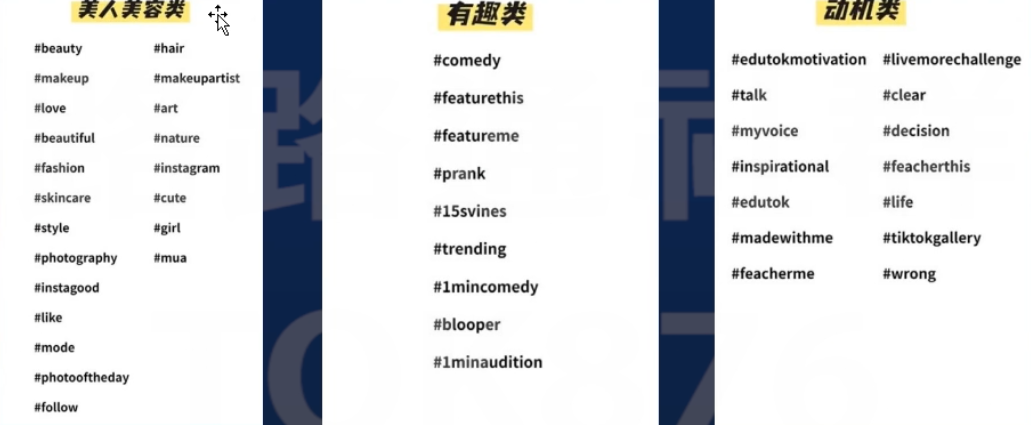 美人美容类
#beauty #hair
#makeup #makeupartist
#love #art
#beautiful #nature
#fashion #instagram
#skincare #cute
#style #girl
#photography #mua
#instagood
#like
#mode
#photooftheday
#follow
有趣类
#comedy
#featurethis
#featureme
#prank
#15svines
#trending
#1mincomedy
#blooper
#1minaudition
动机类
#edutokmotivation #livemorechallenge
#talk #clear
#myvoice #decision
#inspirational #feacherthis
#edutok #life
#madewithme #tiktokgallery
#feacherme #wrong